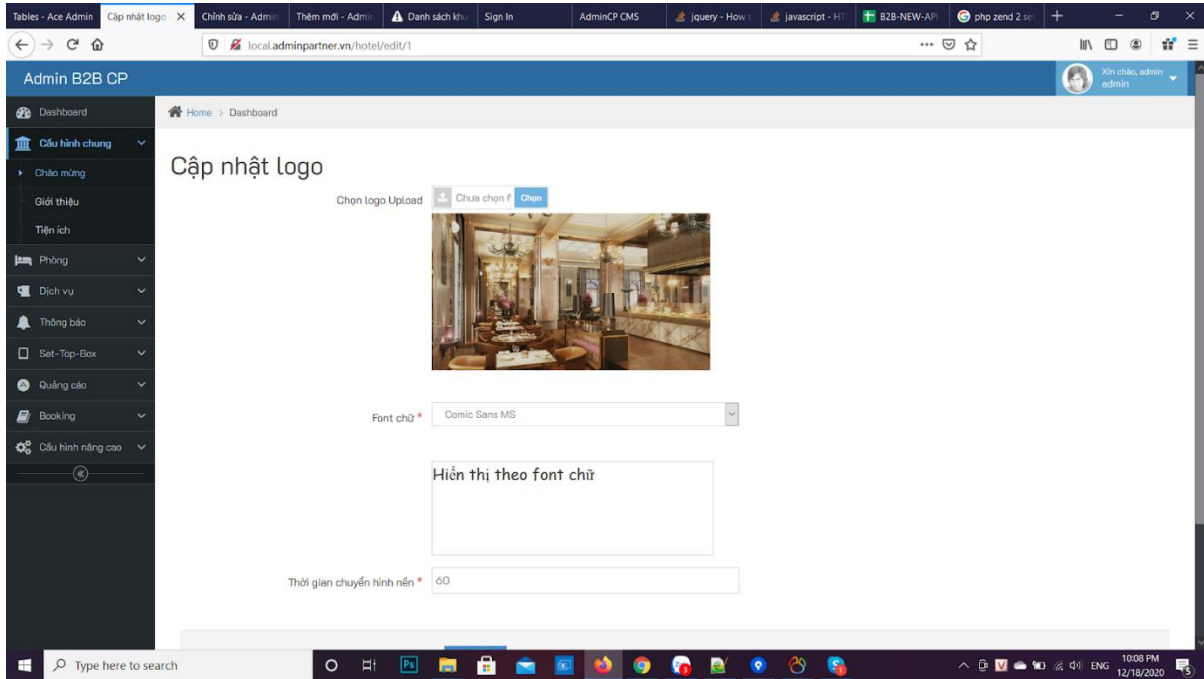 Tables - Ace Admin
Cập nhật logo
Chỉnh sửa - Admin
Thêm mới - Admin
Danh sách khu
Sign In
AdminCP CMS
jquery - How t
javascript - HT
B2B-NEW-API
php zend 2 set
local.adminpartner.vn/hotel/edit/1
Admin B2B CP
Xin chào, admin
admin
Dashboard
Home > Dashboard
Cấu hình chung
Chào mừng
Giới thiệu
Tiện ích
Phòng
Dịch vụ
Thông báo
Set-Top-Box
Quảng cáo
Booking
Cấu hình nâng cao
Cập nhật logo
Chọn logo Upload
Chưa chọn f
Chọn
Font chữ *
Comic Sans MS
Hiển thị theo font chữ
Thời gian chuyển hình nền *
60
Type here to search
ENG
10:08 PM
12/18/2020